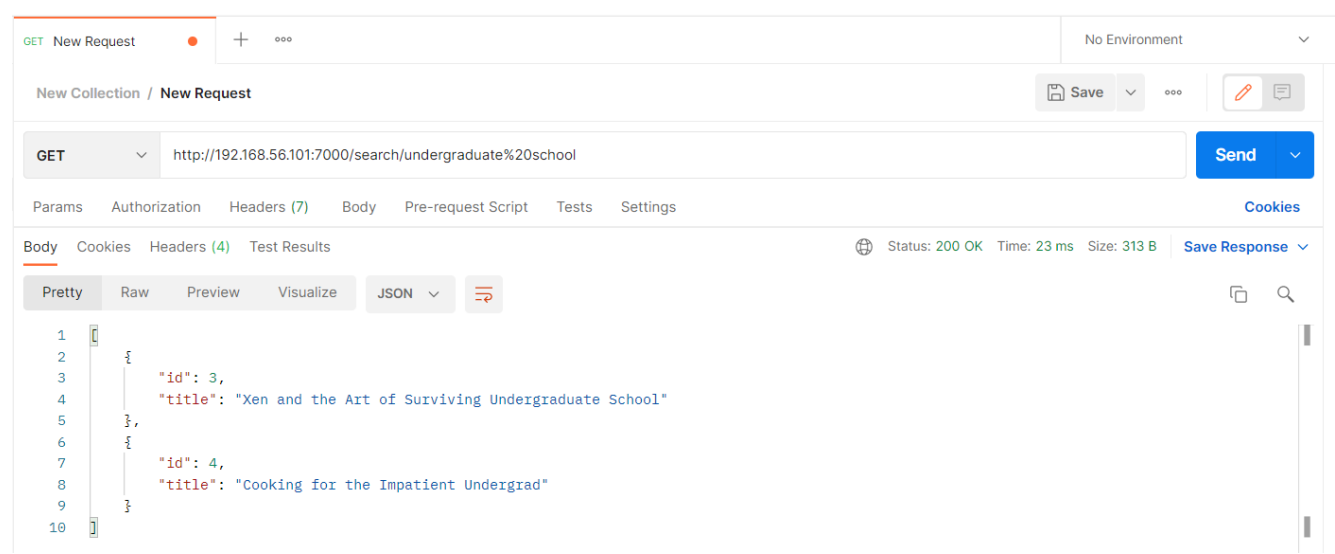 GET New Request + ooo No Environment
New Collection / New Request Save ooo
GET http://192.168.56.101:7000/search/undergraduate%20school Send
Params Authorization Headers (7) Body Pre-request Script Tests Settings Cookies
Body Cookies Headers (4) Test Results Status: 200 OK Time: 23 ms Size: 313 B Save Response
Pretty Raw Preview Visualize JSON
1 [
2 {
3 "id": 3,
4 "title": "Xen and the Art of Surviving Undergraduate School"
5 },
6 {
7 "id": 4,
8 "title": "Cooking for the Impatient Undergrad"
9 }
10 ]